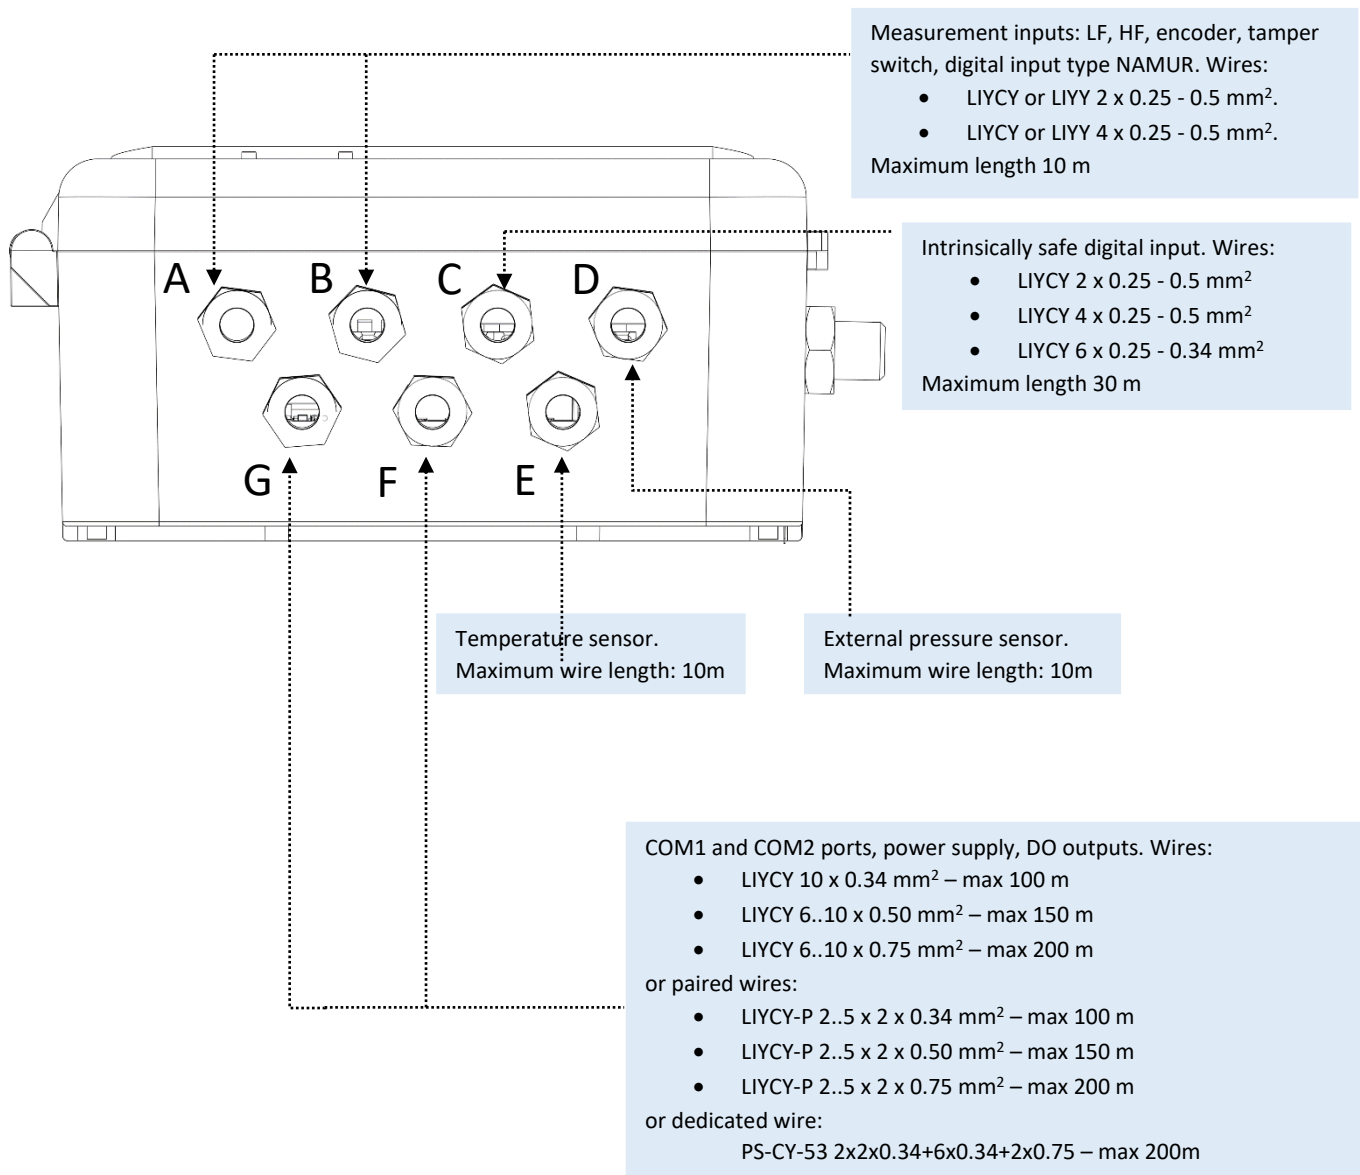 Measurement inputs: LF, HF, encoder, tamper
switch, digital input type NAMUR. Wires:
• LIYCY or LIYY 2 x 0.25 - 0.5 mm².
• LIYCY or LIYY 4 x 0.25 - 0.5 mm².
Maximum length 10 m
Intrinsically safe digital input. Wires:
• LIYCY 2 x 0.25 - 0.5 mm²
• LIYCY 4 x 0.25 - 0.5 mm²
• LIYCY 6 x 0.25 - 0.34 mm²
Maximum length 30 m
A B C D
G F E
Temperature sensor.
Maximum wire length: 10m
External pressure sensor.
Maximum wire length: 10m
COM1 and COM2 ports, power supply, DO outputs. Wires:
• LIYCY 10 x 0.34 mm² – max 100 m
• LIYCY 6..10 x 0.50 mm² – max 150 m
• LIYCY 6..10 x 0.75 mm² – max 200 m
or paired wires:
• LIYCY-P 2..5 x 2 x 0.34 mm² – max 100 m
• LIYCY-P 2..5 x 2 x 0.50 mm² – max 150 m
• LIYCY-P 2..5 x 2 x 0.75 mm² – max 200 m
or dedicated wire:
PS-CY-53 2x2x0.34+6x0.34+2x0.75 – max 200m